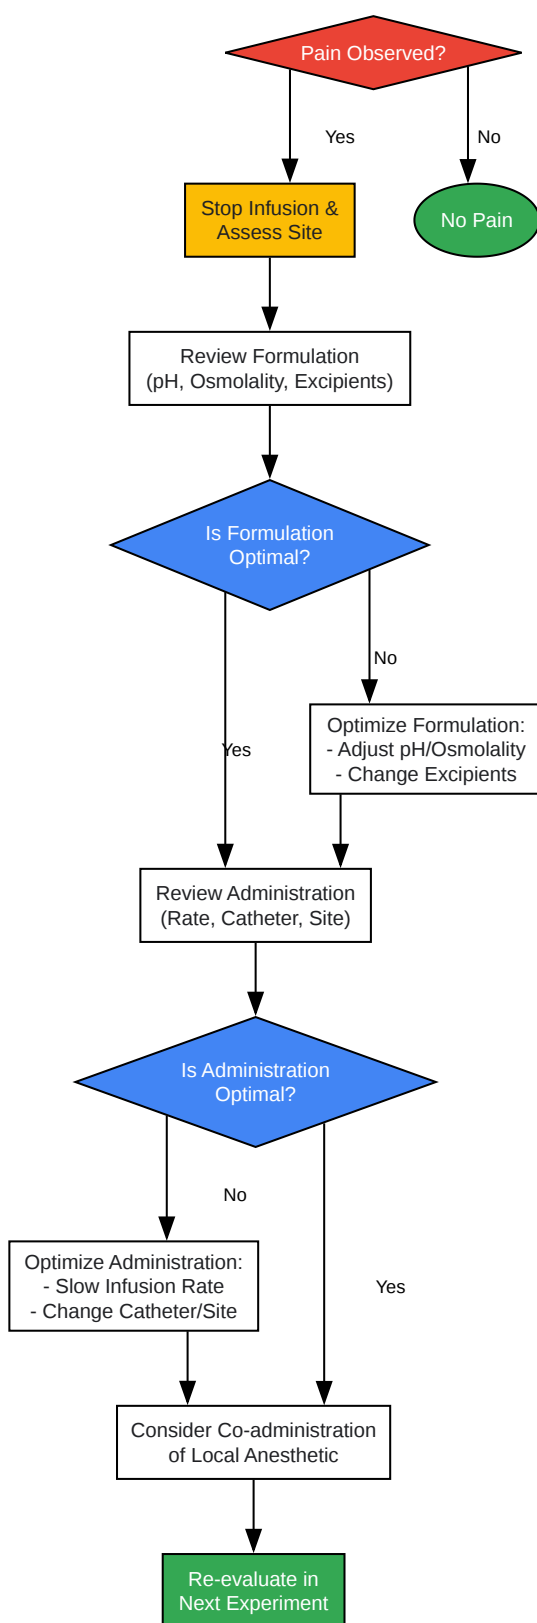 Pain Observed?
Yes
No
Stop Infusion &
Assess Site
No Pain
Review Formulation
(pH, Osmolality, Excipients)
Is Formulation
Optimal?
No
Yes
Optimize Formulation:
- Adjust pH/Osmolality
- Change Excipients
Review Administration
(Rate, Catheter, Site)
Is Administration
Optimal?
No
Yes
Optimize Administration:
- Slow Infusion Rate
- Change Catheter/Site
Consider Co-administration
of Local Anesthetic
Re-evaluate in
Next Experiment